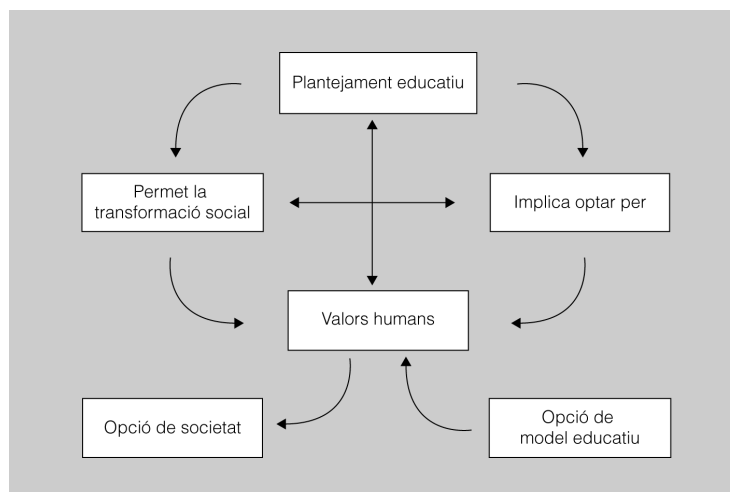 Plantejament educatiu
Permet la
transformació social
Implica optar per
Valors humans
Opció de societat
Opció de
model educatiu